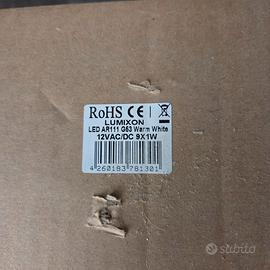 RoHS CE
LUMIXON
LED AR111 G53 Warm White
12VAC/DC 9X1W
4 260183 781301
subito